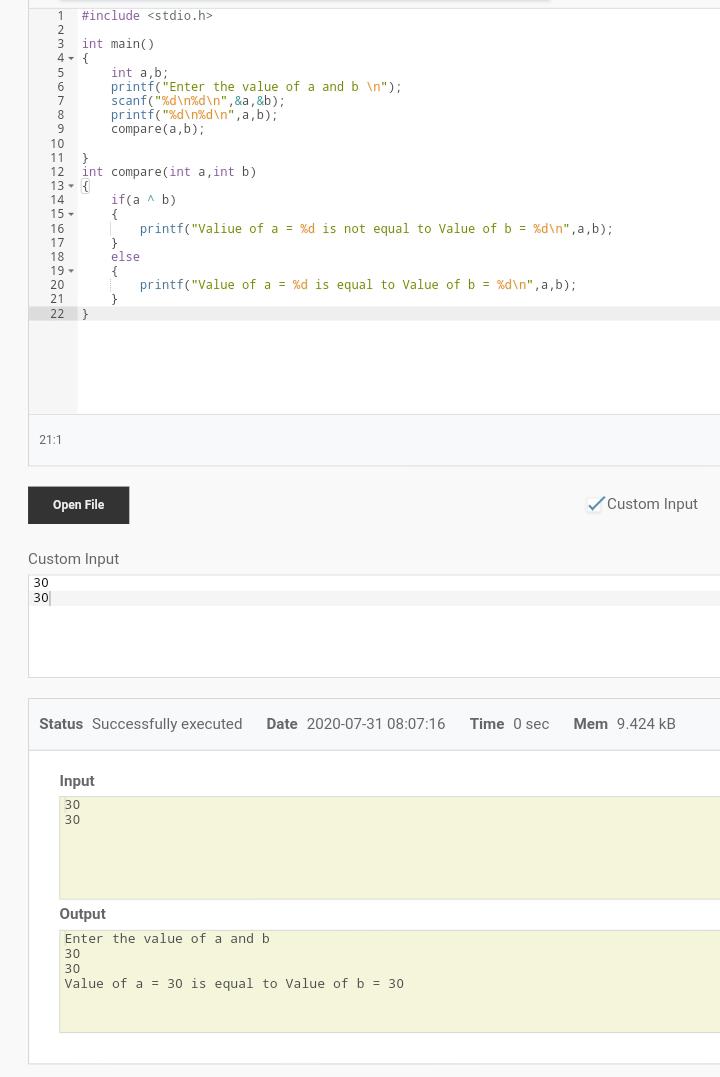 1 #include <stdio.h>
2
3 int main()
4 {
5 int a,b;
6 printf("Enter the value of a and b \n");
7 scanf("%d\n%d\n",&a,&b);
8 printf("%d\n%d\n",a,b);
9 compare(a,b);
10
11 }
12 int compare(int a,int b)
13 {
14 if(a ^ b)
15 {
16 printf("Valiue of a = %d is not equal to Value of b = %d\n",a,b);
17 }
18 else
19 {
20 printf("Value of a = %d is equal to Value of b = %d\n",a,b);
21 }
22 }
21:1
Open File Custom Input
Custom Input
30
30
Status Successfully executed Date 2020-07-31 08:07:16 Time 0 sec Mem 9.424 kB
Input
30
30
Output
Enter the value of a and b
30
30
Value of a = 30 is equal to Value of b = 30